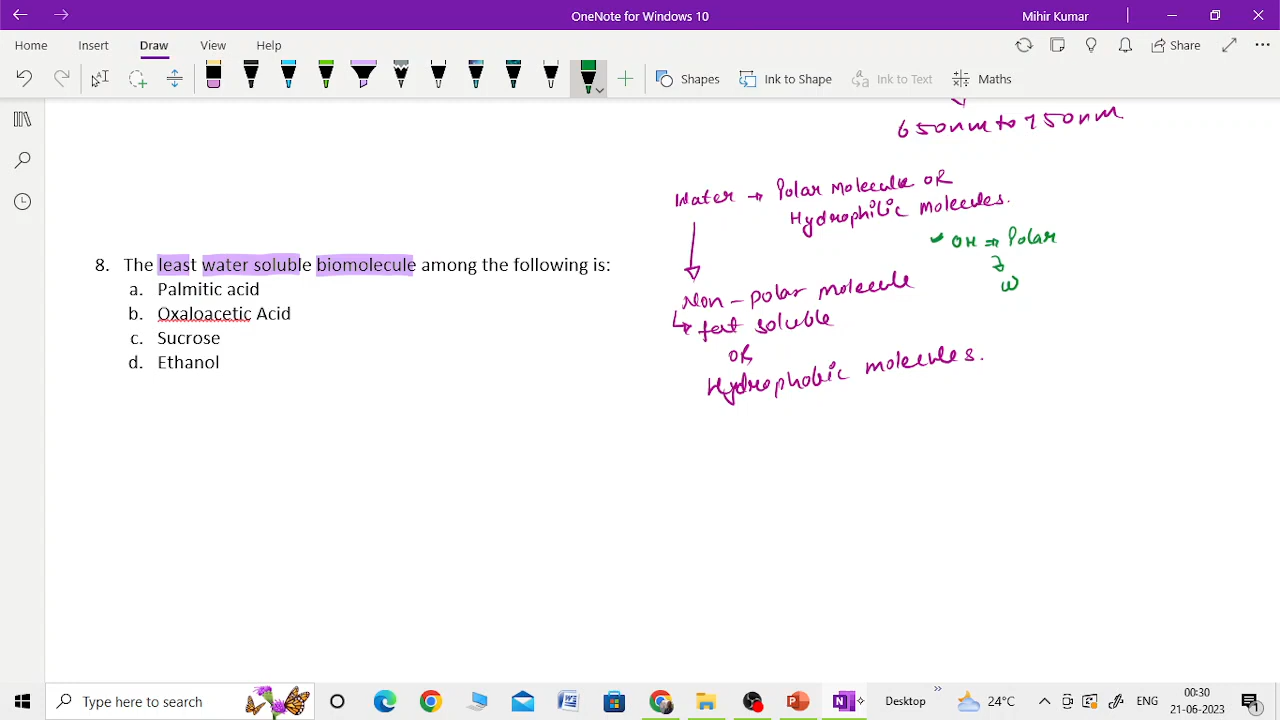 OneNote for Windows 10
Mihir Kumar
Home Insert Draw View Help
Share
Shapes
Ink to Shape
Ink to Text
Maths
650nm to 750nm
Water → Polar Molecule OR
Hydrophilic molecules.
OH ⇒ Polar
W
8. The least water soluble biomolecule among the following is:
a. Palmitic acid
b. Oxaloacetic Acid
c. Sucrose
d. Ethanol
Non-polar molecule
↳ fat soluble
OR
Hydrophobic molecules.
Type here to search
Desktop
»
24°C
ENG
00:30
21-06-2023
1